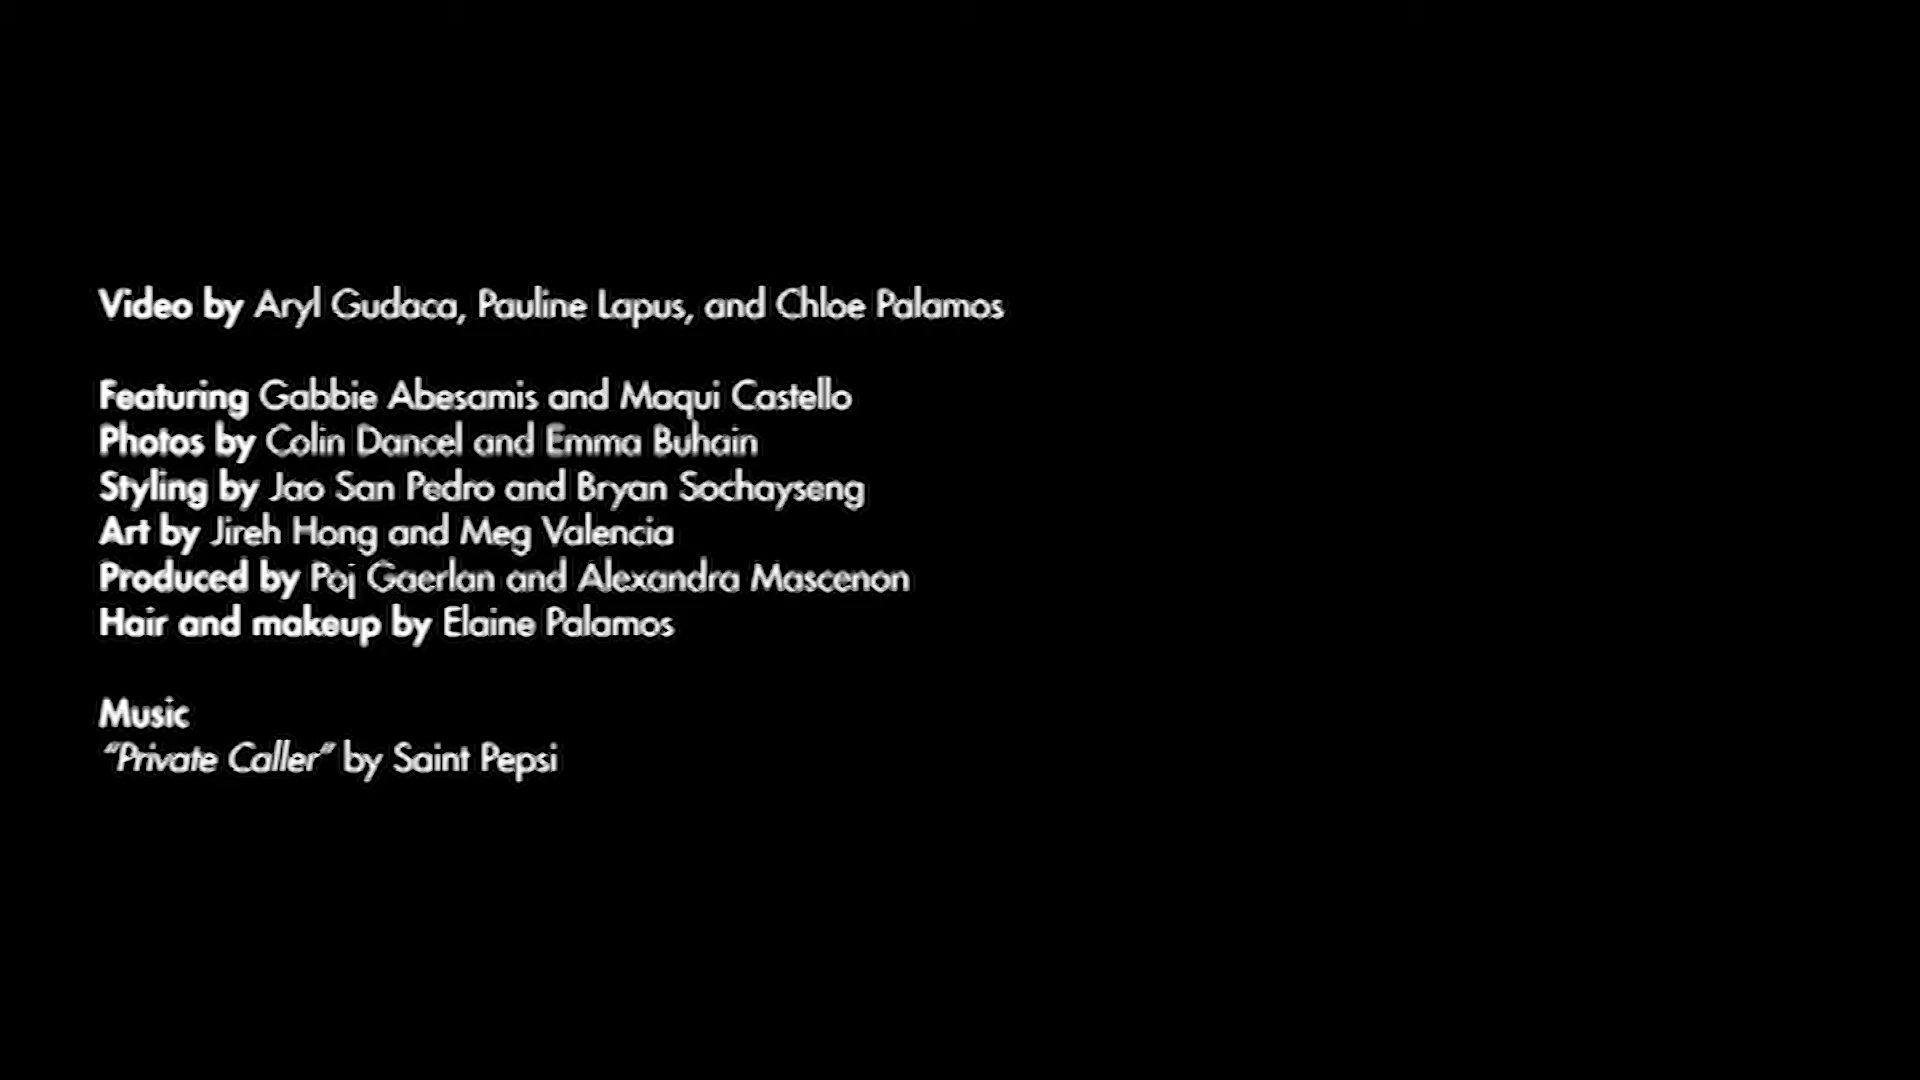 Video by Aryl Gudaca, Pauline Lapus, and Chloe Palamos
Featuring Gabbie Abesamis and Maqui Castello
Photos by Colin Dancel and Emma Buhain
Styling by Jao San Pedro and Bryan Sochayseng
Art by Jireh Hong and Meg Valencia
Produced by Poj Gaerlan and Alexandra Mascenon
Hair and makeup by Elaine Palamos
Music
“Private Caller” by Saint Pepsi